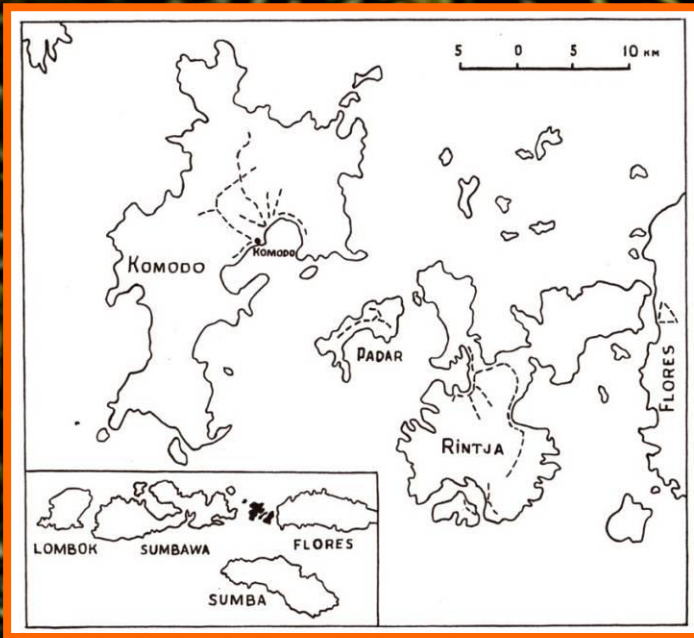 5 0 5 10 KM
KOMODO
KOMODO
PADAR
FLORES
RINTJA
LOMBOK SUMBAWA FLORES
SUMBA